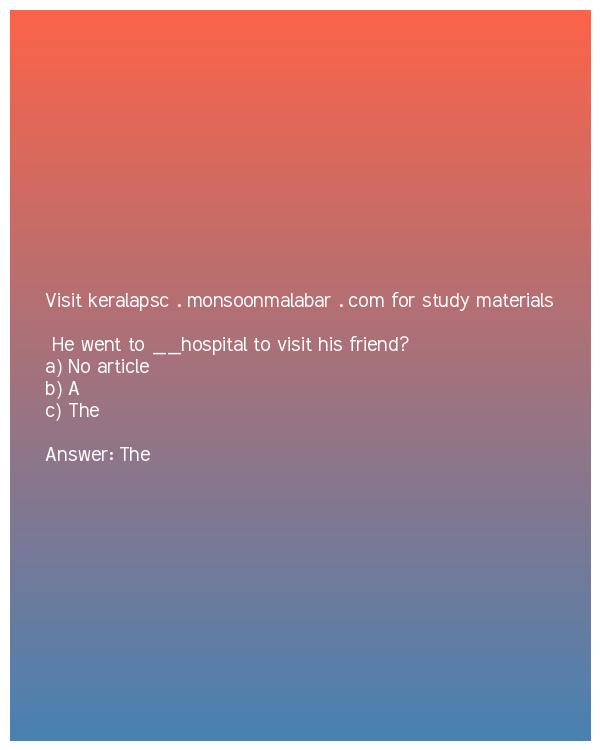 Visit keralapsc . monsoonmalabar . com for study materials
He went to __hospital to visit his friend?
a) No article
b) A
c) The
Answer: The